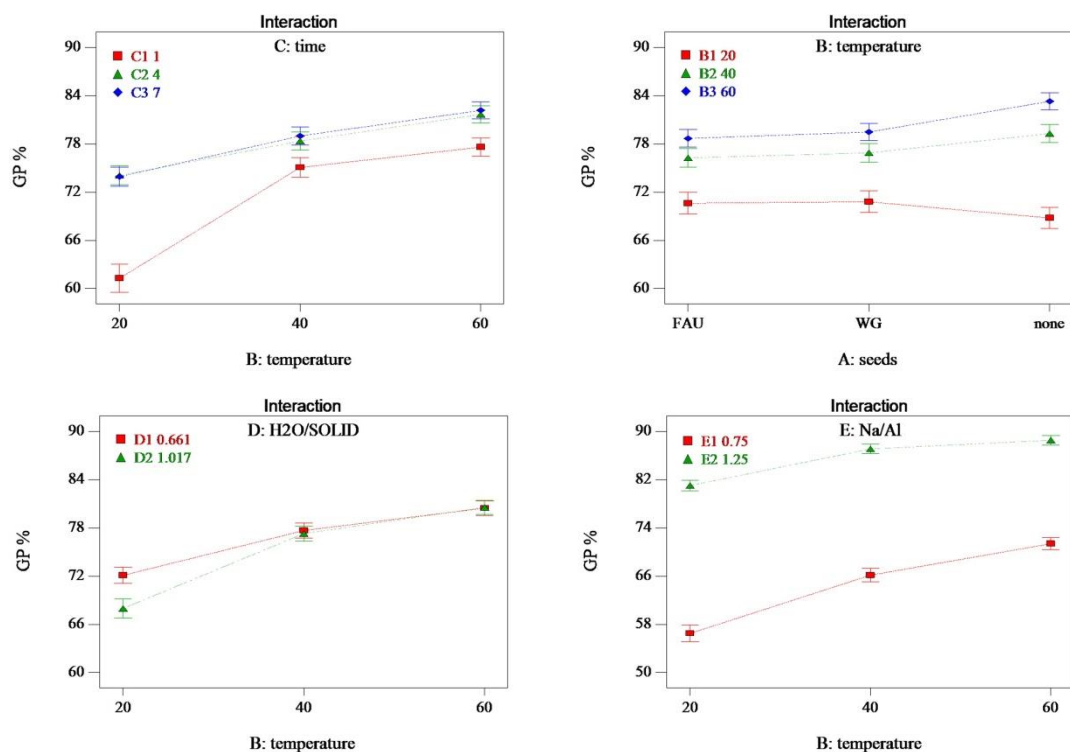 Interaction
C: time
C1 1
C2 4
C3 7
90
84
78
72
66
60
GP %
20
40
60
B: temperature
Interaction
B: temperature
B1 20
B2 40
B3 60
90
84
78
72
66
60
GP %
FAU
WG
none
A: seeds
Interaction
D: H2O/SOLID
D1 0.661
D2 1.017
90
84
78
72
66
60
GP %
20
40
60
B: temperature
Interaction
E: Na/Al
E1 0.75
E2 1.25
90
82
74
66
58
50
GP %
20
40
60
B: temperature